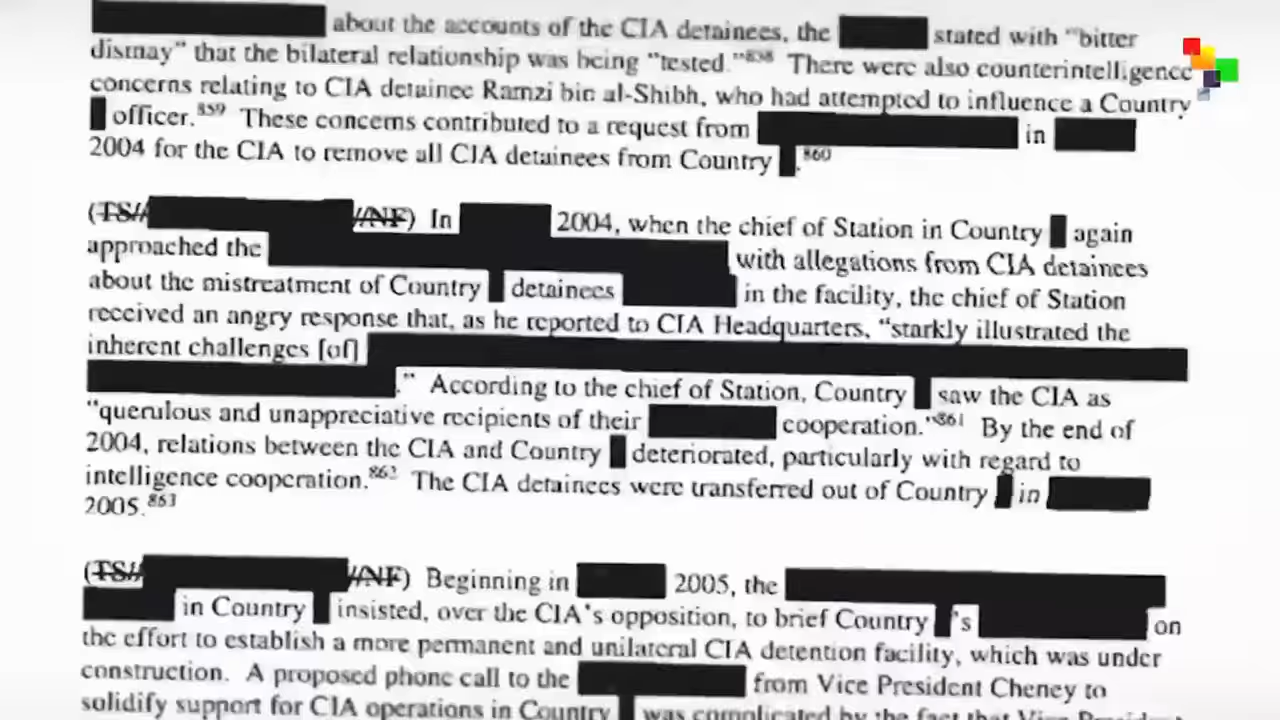 about the accounts of the CIA detainees, the stated with "bitter
dismay" that the bilateral relationship was being "tested."858 There were also counterintelligence
concerns relating to CIA detainee Ramzi bin al-Shibh, who had attempted to influence a Country
officer.859 These concerns contributed to a request from in
2004 for the CIA to remove all CIA detainees from Country .860
(TS// //NF) In 2004, when the chief of Station in Country again
approached the with allegations from CIA detainees
about the mistreatment of Country detainees in the facility, the chief of Station
received an angry response that, as he reported to CIA Headquarters, "starkly illustrated the
inherent challenges [of]
." According to the chief of Station, Country saw the CIA as
"querulous and unappreciative recipients of their cooperation."861 By the end of
2004, relations between the CIA and Country deteriorated, particularly with regard to
intelligence cooperation.862 The CIA detainees were transferred out of Country in
2005.863
(TS// //NF) Beginning in 2005, the
in Country insisted, over the CIA's opposition, to brief Country 's on
the effort to establish a more permanent and unilateral CIA detention facility, which was under
construction. A proposed phone call to the from Vice President Cheney to
solidify support for CIA operations in Country was complicated by the fact that Vice President